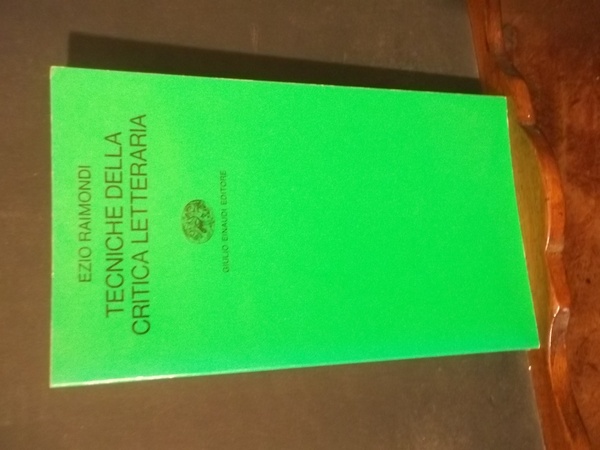 EZIO RAIMONDI
TECNICHE DELLA
CRITICA LETTERARIA
GIULIO EINAUDI EDITORE